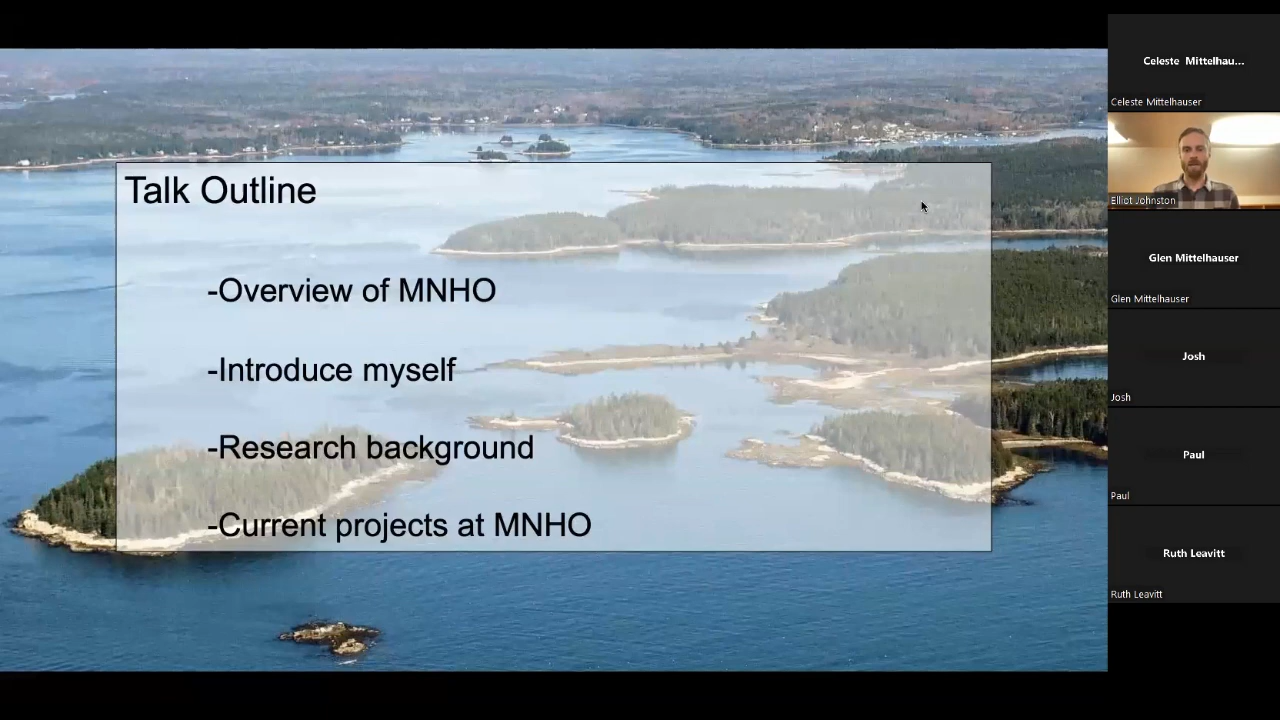 Talk Outline
-Overview of MNHO
-Introduce myself
-Research background
-Current projects at MNHO
Celeste Mittelhau...
Celeste Mittelhauser
Elliot Johnston
Glen Mittelhauser
Glen Mittelhauser
Josh
Josh
Paul
Paul
Ruth Leavitt
Ruth Leavitt